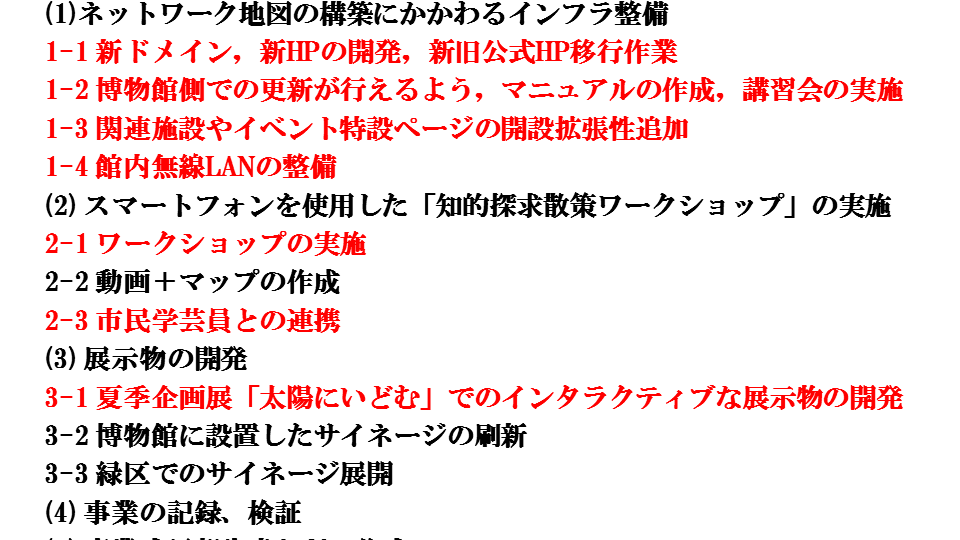 (1)ネットワーク地図の構築にかかわるインフラ整備
1-1 新ドメイン，新HPの開発，新旧公式HP移行作業
1-2 博物館側での更新が行えるよう，マニュアルの作成，講習会の実施
1-3 関連施設やイベント特設ページの開設拡張性追加
1-4 館内無線LANの整備
(2) スマートフォンを使用した「知的探求散策ワークショップ」の実施
2-1 ワークショップの実施
2-2 動画＋マップの作成
2-3 市民学芸員との連携
(3) 展示物の開発
3-1 夏季企画展「太陽にいどむ」でのインタラクティブな展示物の開発
3-2 博物館に設置したサイネージの刷新
3-3 緑区でのサイネージ展開
(4) 事業の記録、検証